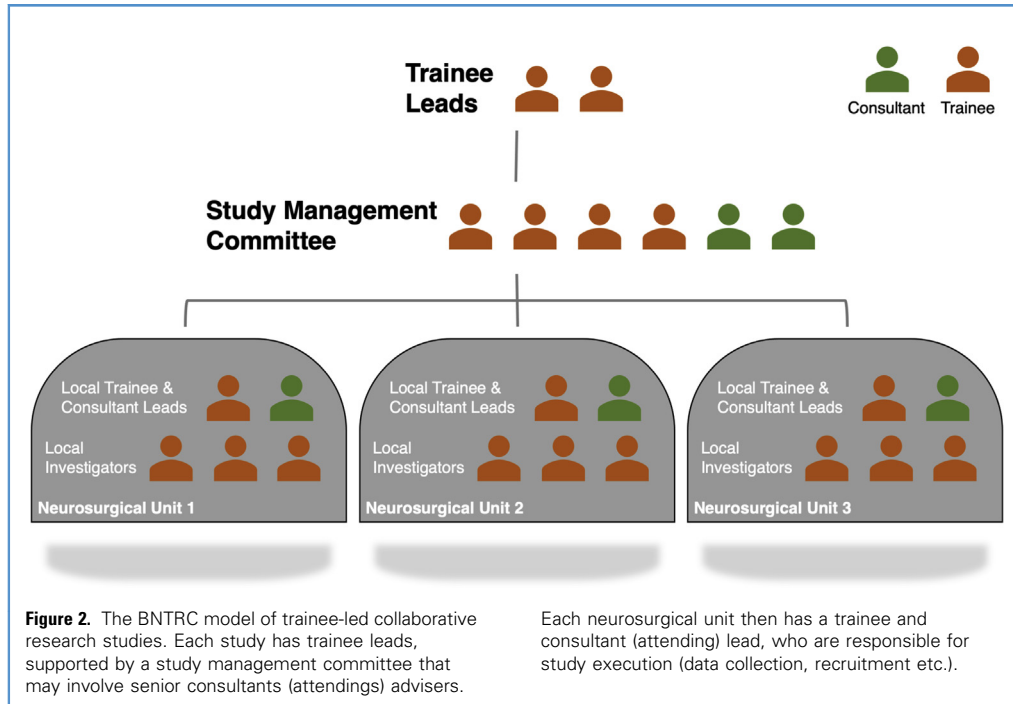 Trainee
Leads
Consultant Trainee
Study Management
Committee
Local Trainee &
Consultant Leads
Local
Investigators
Neurosurgical Unit 1
Local Trainee &
Consultant Leads
Local
Investigators
Neurosurgical Unit 2
Local Trainee &
Consultant Leads
Local
Investigators
Neurosurgical Unit 3
Figure 2. The BNTRC model of trainee-led collaborative
research studies. Each study has trainee leads,
supported by a study management committee that
may involve senior consultants (attendings) advisers.
Each neurosurgical unit then has a trainee and
consultant (attending) lead, who are responsible for
study execution (data collection, recruitment etc.).